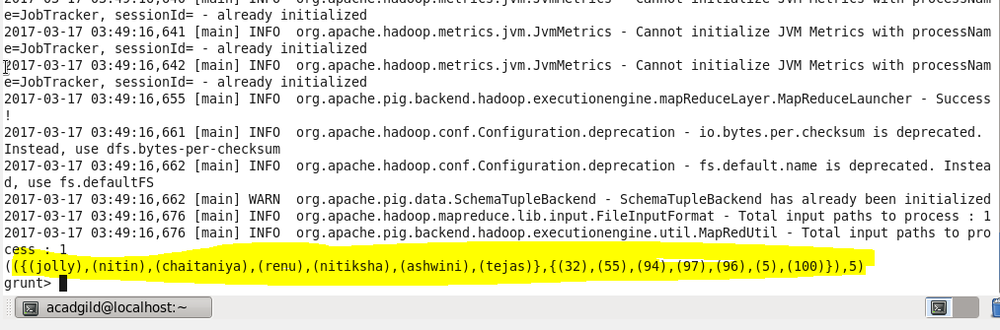 2017-03-17 03:49:16,640 [main] INFO  org.apache.hadoop.metrics.jvm.JvmMetrics - Cannot initialize JVM Metrics with processNam
e=JobTracker, sessionId= - already initialized
2017-03-17 03:49:16,641 [main] INFO  org.apache.hadoop.metrics.jvm.JvmMetrics - Cannot initialize JVM Metrics with processNam
e=JobTracker, sessionId= - already initialized
2017-03-17 03:49:16,642 [main] INFO  org.apache.hadoop.metrics.jvm.JvmMetrics - Cannot initialize JVM Metrics with processNam
e=JobTracker, sessionId= - already initialized
2017-03-17 03:49:16,655 [main] INFO  org.apache.pig.backend.hadoop.executionengine.mapReduceLayer.MapReduceLauncher - Success
!
2017-03-17 03:49:16,661 [main] INFO  org.apache.hadoop.conf.Configuration.deprecation - io.bytes.per.checksum is deprecated.
Instead, use dfs.bytes-per-checksum
2017-03-17 03:49:16,662 [main] INFO  org.apache.hadoop.conf.Configuration.deprecation - fs.default.name is deprecated. Instea
d, use fs.defaultFS
2017-03-17 03:49:16,662 [main] WARN  org.apache.pig.data.SchemaTupleBackend - SchemaTupleBackend has already been initialized
2017-03-17 03:49:16,676 [main] INFO  org.apache.hadoop.mapreduce.lib.input.FileInputFormat - Total input paths to process : 1
2017-03-17 03:49:16,676 [main] INFO  org.apache.pig.backend.hadoop.executionengine.util.MapRedUtil - Total input paths to pro
cess : 1
(({(jolly),(nitin),(chaitaniya),(renu),(nitiksha),(ashwini),(tejas)},{(32),(55),(94),(97),(96),(5),(100)}),5)
grunt>
acadgild@localhost:~